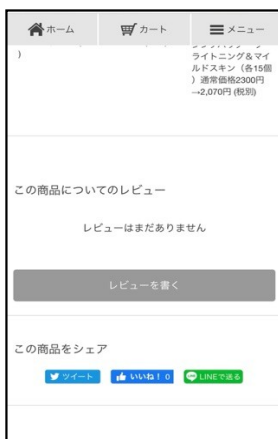 ホーム
カート
メニュー
)
ライトニング＆マイ
ルドスキン（各15個
）通常価格2300円
→2,070円 (税別)
この商品についてのレビュー
レビューはまだありません
レビューを書く
この商品をシェア
ツイート
いいね！ 0
LINEで送る